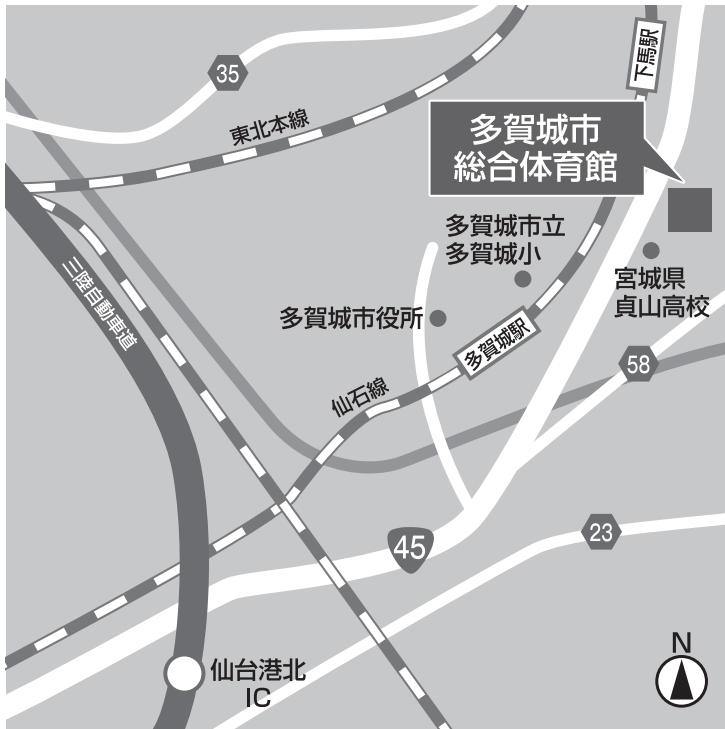 35
下馬駅
東北本線
多賀城市
総合体育館
多賀城市立
多賀城小
宮城県
貞山高校
三陸自動車道
多賀城市役所
多賀城駅
58
仙石線
45
23
仙台港北
IC
N